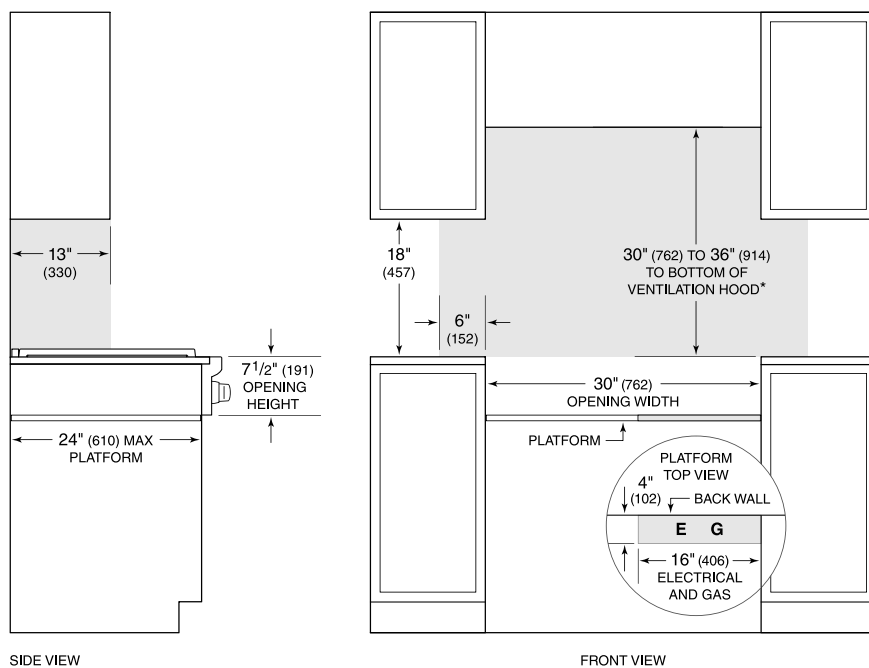 13"
(330)
7 1/2" (191)
OPENING
HEIGHT
24" (610) MAX
PLATFORM
SIDE VIEW
18"
(457)
30" (762) TO 36" (914)
TO BOTTOM OF
VENTILATION HOOD*
6"
(152)
30" (762)
OPENING WIDTH
PLATFORM
PLATFORM
TOP VIEW
4"
(102)
BACK WALL
E G
16" (406)
ELECTRICAL
AND GAS
FRONT VIEW